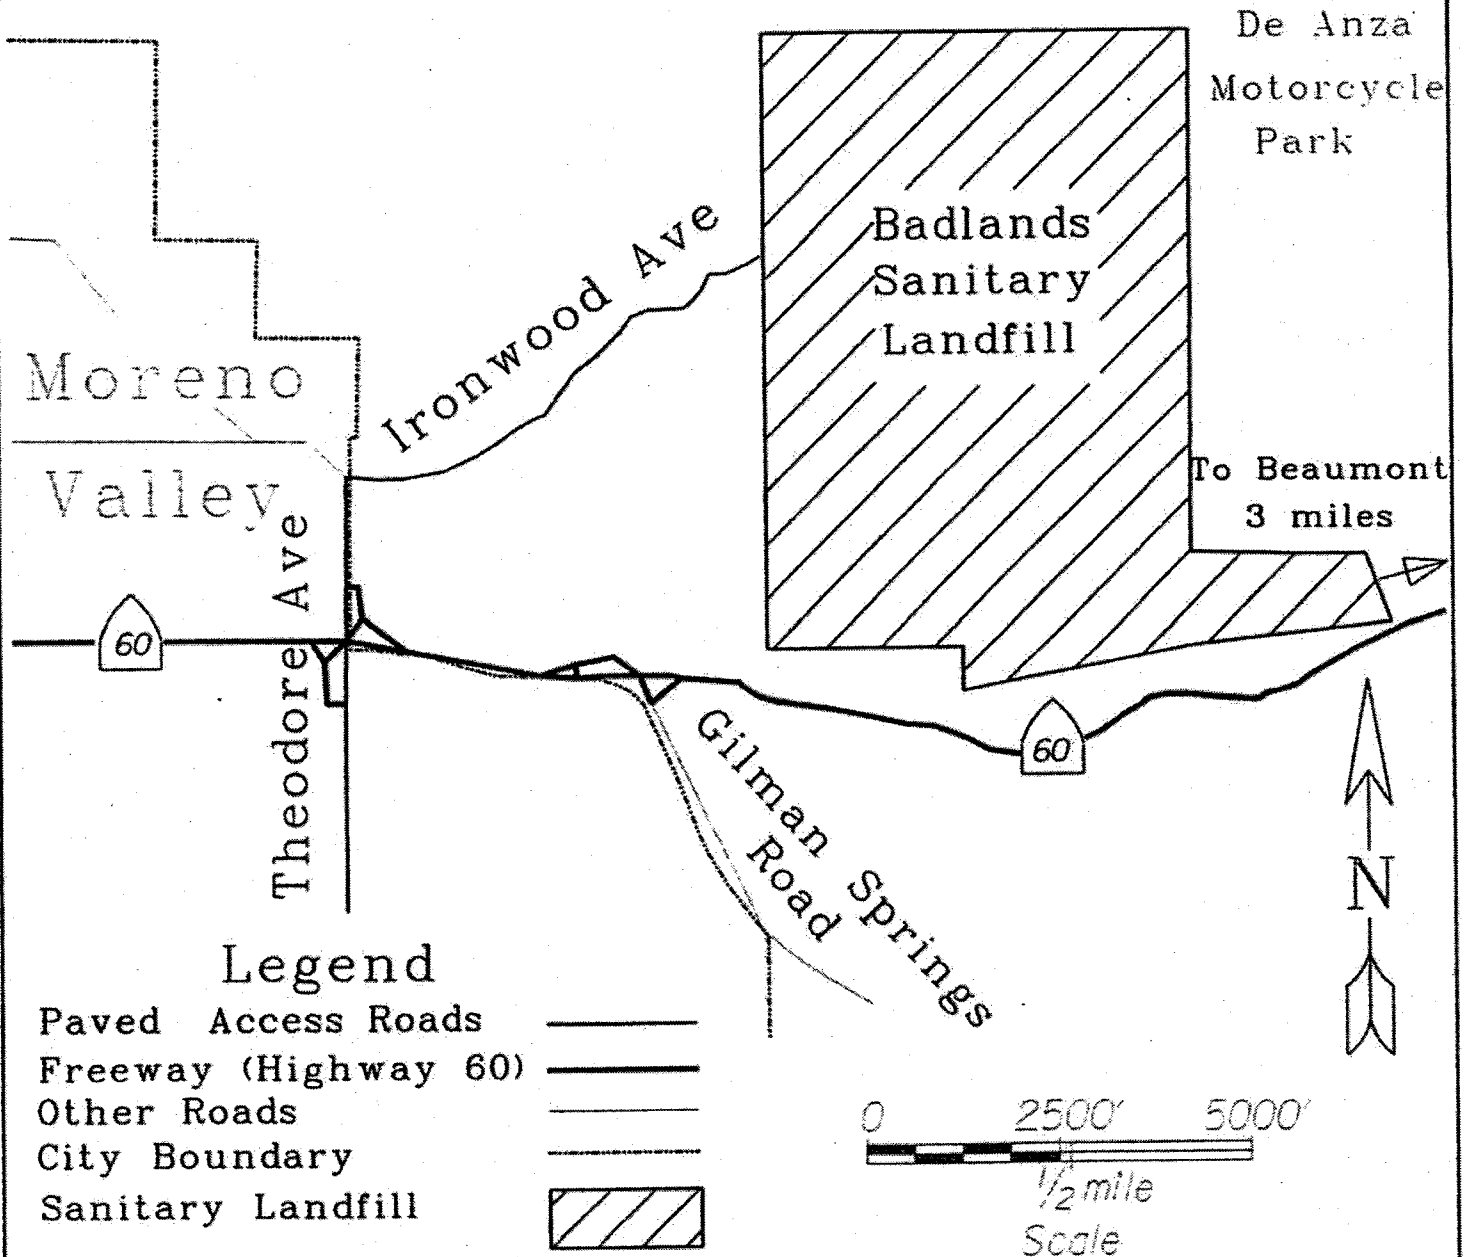 De Anza
Motorcycle
Park
Badlands
Sanitary
Landfill
Ironwood Ave
Moreno
Valley
To Beaumont
3 miles
Theodore Ave
60
60
Gilman Springs
Road
N
Legend
Paved Access Roads
Freeway (Highway 60)
Other Roads
City Boundary
Sanitary Landfill
0 2500' 5000'
1/2 mile
Scale